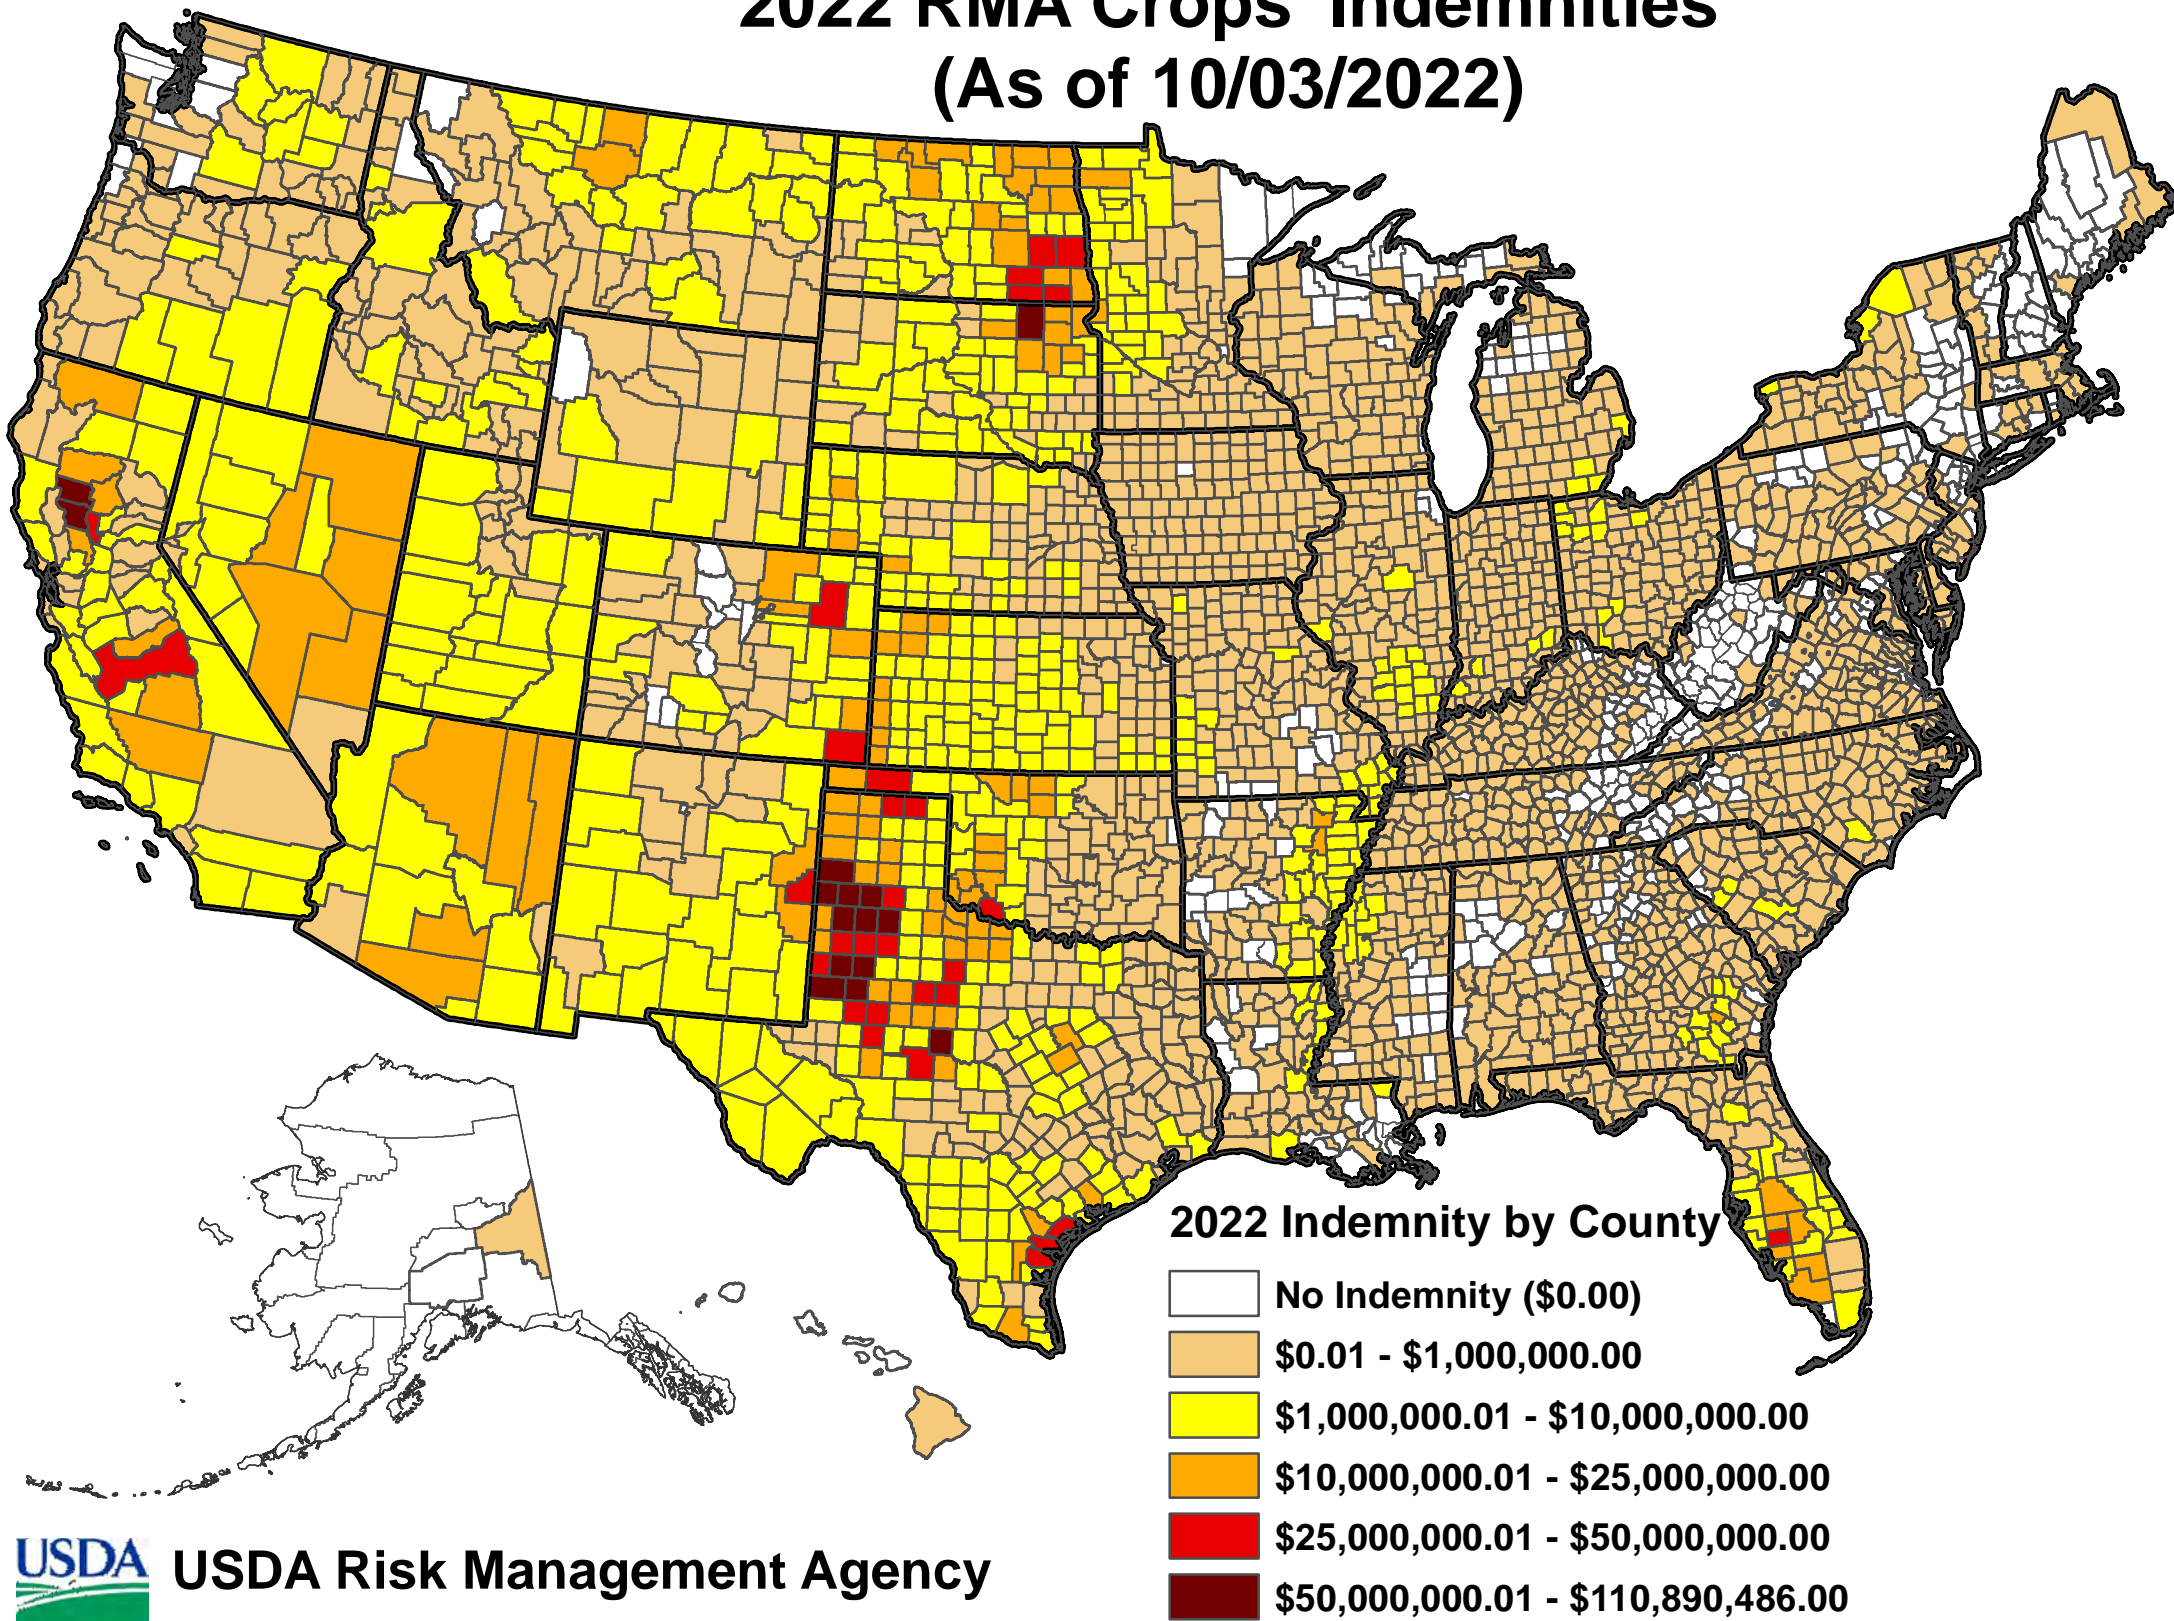 2022 RMA Crops' Indemnities
(As of 10/03/2022)
2022 Indemnity by County
No Indemnity ($0.00)
$0.01 - $1,000,000.00
$1,000,000.01 - $10,000,000.00
$10,000,000.01 - $25,000,000.00
$25,000,000.01 - $50,000,000.00
$50,000,000.01 - $110,890,486.00
USDA
USDA Risk Management Agency